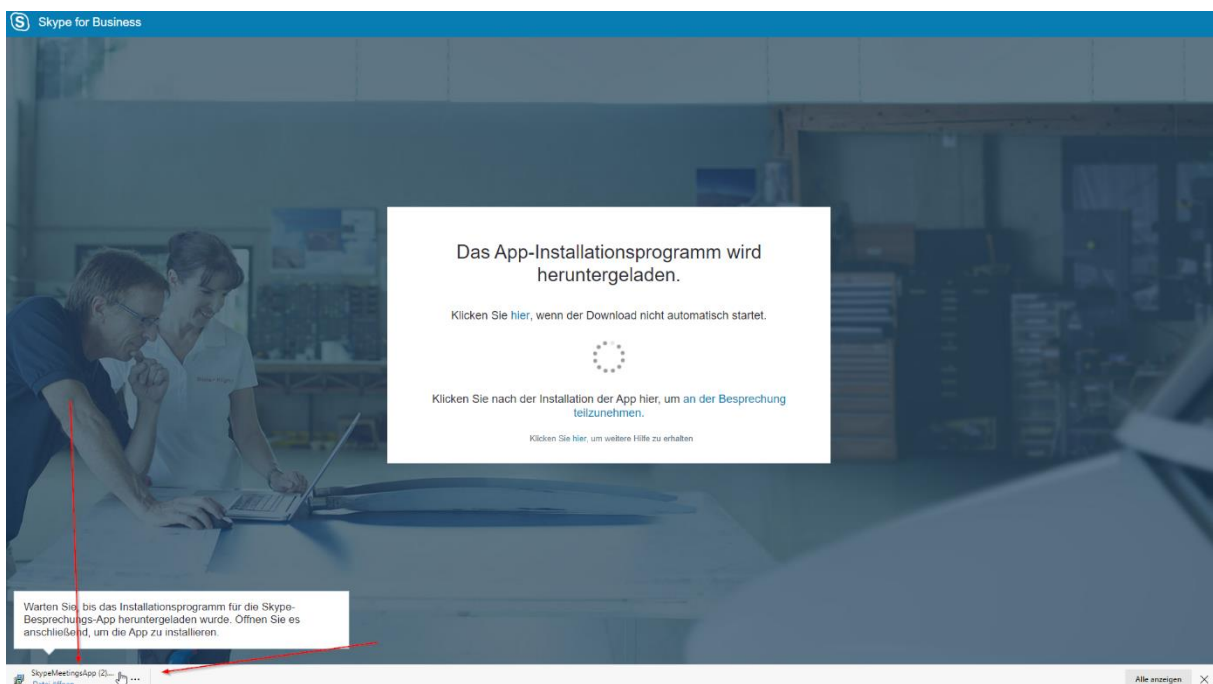 Skype for Business
Das App-Installationsprogramm wird
heruntergeladen.
Klicken Sie hier, wenn der Download nicht automatisch startet.
Klicken Sie nach der Installation der App hier, um an der Besprechung
teilzunehmen.
Klicken Sie hier, um weitere Hilfe zu erhalten
Warten Sie, bis das Installationsprogramm für die Skype-
Besprechungs-App heruntergeladen wurde. Öffnen Sie es
anschließend, um die App zu installieren.
SkypeMeetingsApp (2)....
Datei öffnen
Alle anzeigen